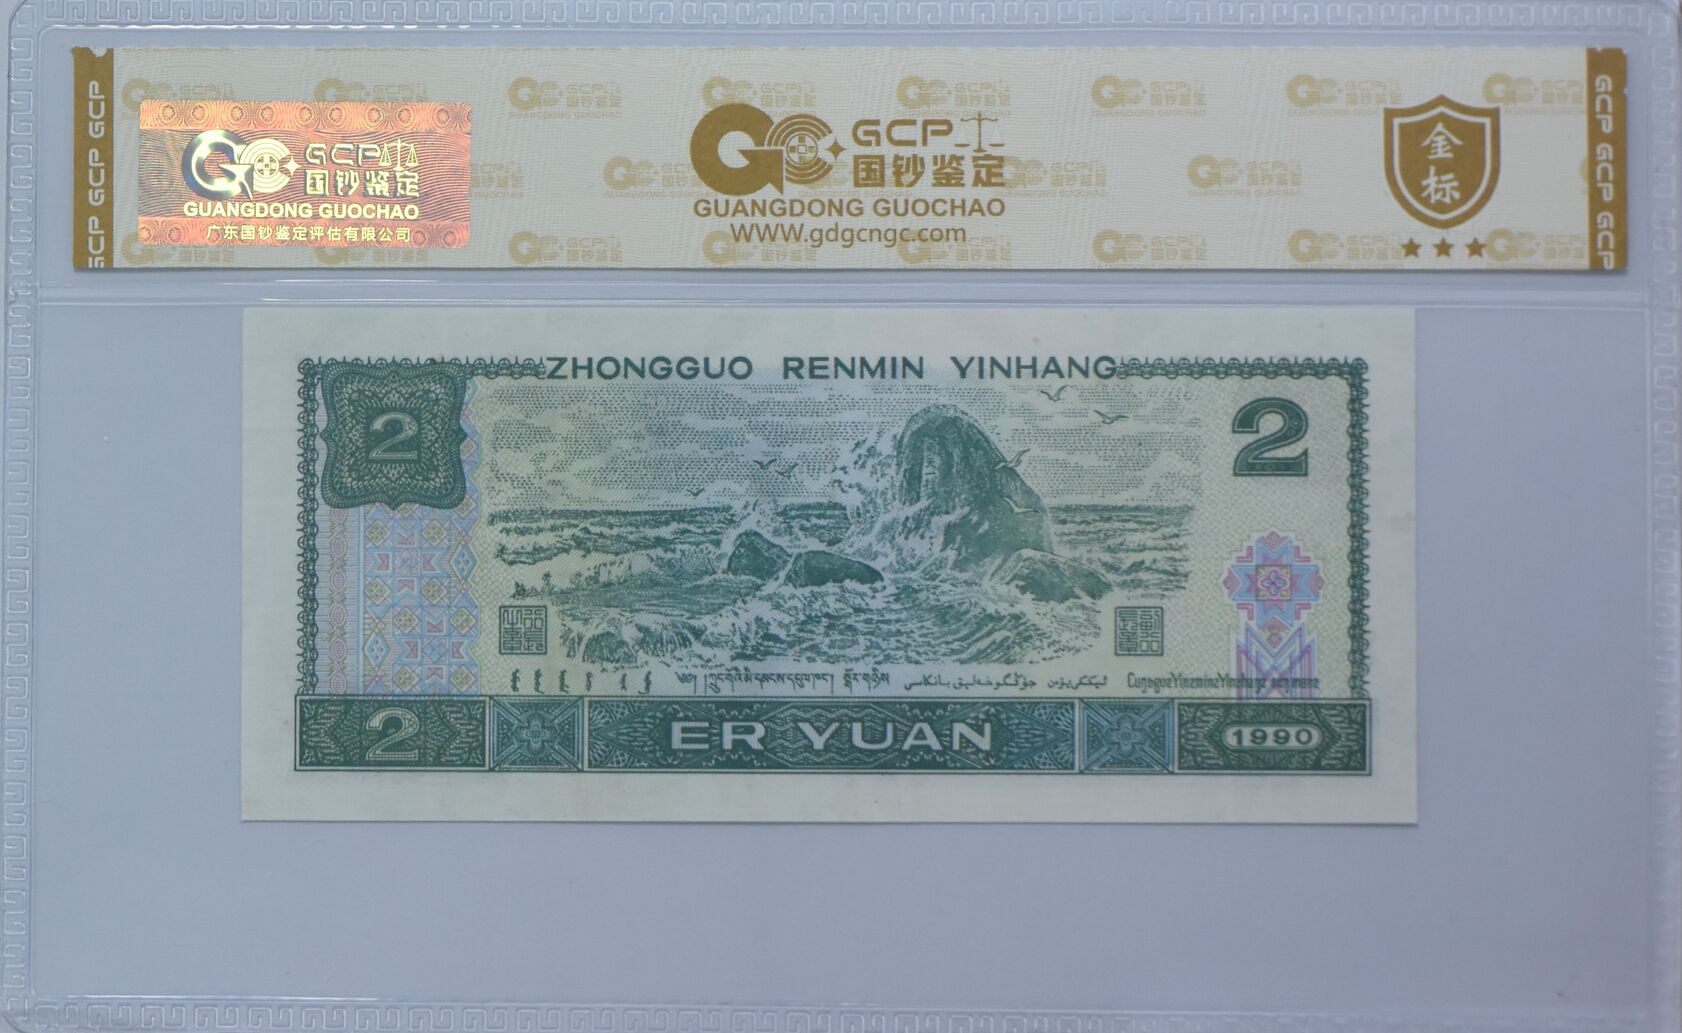 GCP GCP GCP
GCP
国钞鉴定
GUANGDONG GUOCHAO
广东国钞鉴定评估有限公司
GCP
国钞鉴定
GUANGDONG GUOCHAO
WWW.gdgcngc.com
金
标
GCP GCP GCP
ZHONGGUO RENMIN YINHANG
2
2
2
ER YUAN
1990